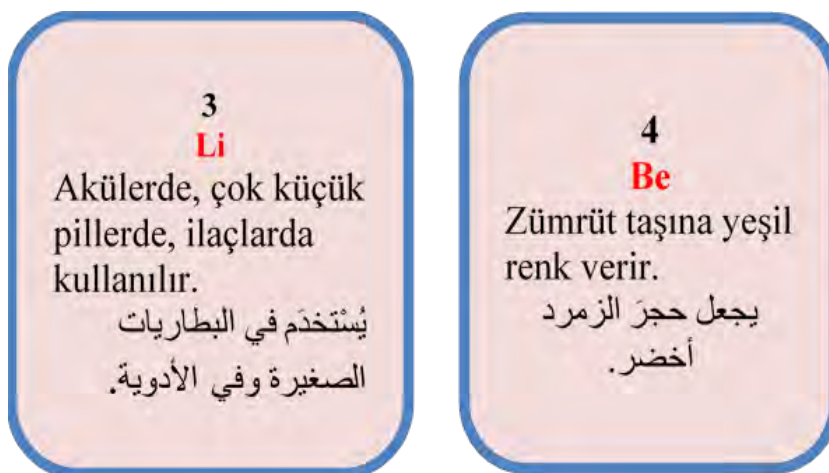 3
Li
Akülerde, çok küçük
pillerde, ilaçlarda
kullanılır.
يُسْتخدَم في البطاريات
الصغيرة وفي الأدوية.
4
Be
Zümrüt taşına yeşil
renk verir.
يجعل حجرَ الزمرد
أخضر.